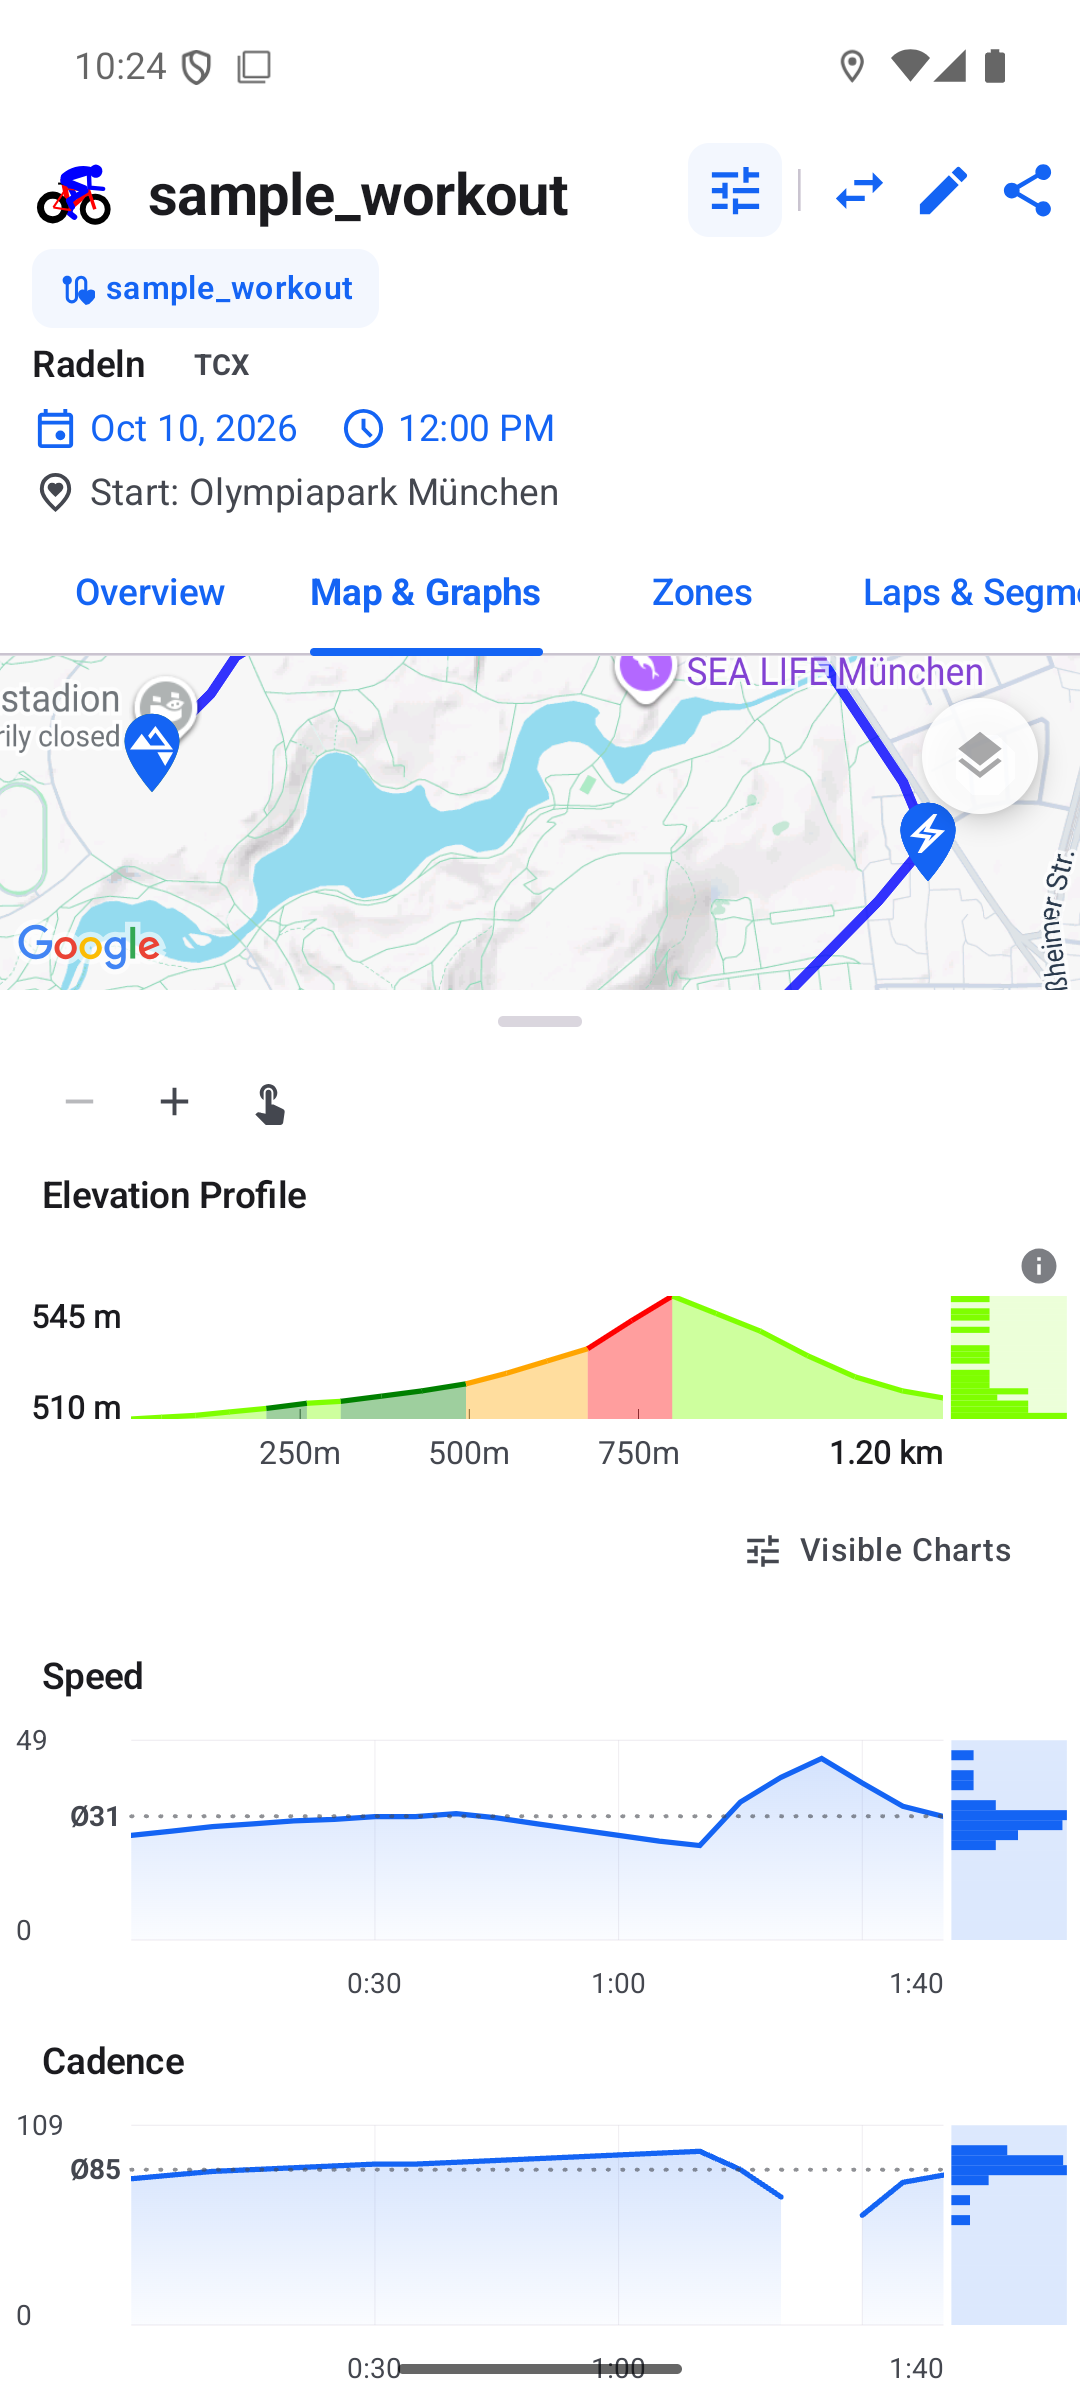 10:24
sample_workout
sample_workout
Radeln TCX
Oct 10, 2026 12:00 PM
Start: Olympiapark München
Overview Map & Graphs Zones Laps & Segm
SEA LIFE München
stadion
rily closed
ßheimer Str.
Google
Elevation Profile
545 m
510 m
250m 500m 750m 1.20 km
Visible Charts
Speed
49
Ø31
0
0:30 1:00 1:40
Cadence
109
Ø85
0
0:30 1:00 1:40